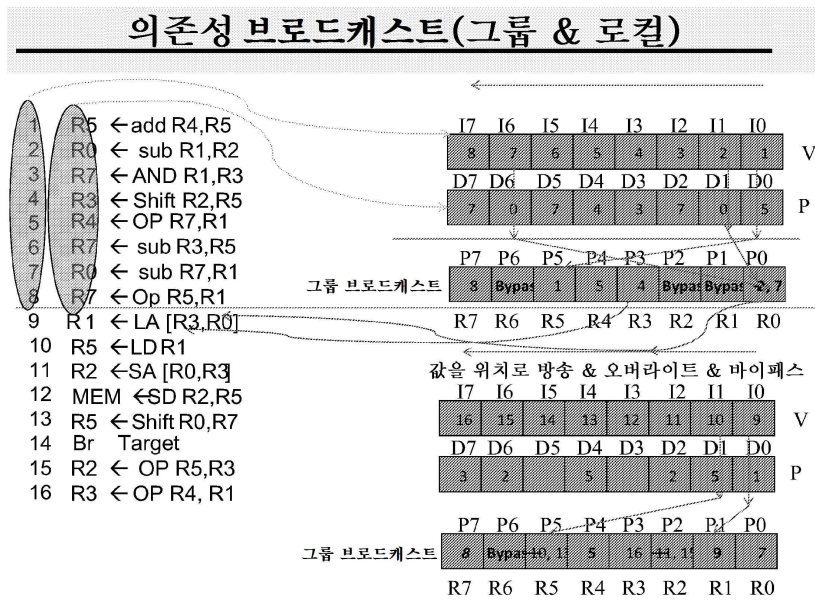 의존성 브로드캐스트(그룹 & 로컬)
1 R5 ←add R4,R5
2 R0 ← sub R1,R2
3 R7 ←AND R1,R3
4 R3 ←Shift R2,R5
5 R4 ←OP R7,R1
6 R7 ← sub R3,R5
7 R0 ← sub R7,R1
8 R7 ←Op R5,R1
9 R1 ←LA [R3,R0]
10 R5 ←LD R1
11 R2 ←SA [R0,R3]
12 MEM ←SD R2,R5
13 R5 ←Shift R0,R7
14 Br Target
15 R2 ← OP R5,R3
16 R3 ←OP R4, R1
I7 I6 I5 I4 I3 I2 I1 I0
8 7 6 5 4 3 2 1 V
D7 D6 D5 D4 D3 D2 D1 D0
7 0 7 4 3 7 0 5 P
P7 P6 P5 P4 P3 P2 P1 P0
그룹 브로드캐스트 8 Bypas 1 5 4 Bypas Bypas 2, 7
R7 R6 R5 R4 R3 R2 R1 R0
값을 위치로 방송 & 오버라이트 & 바이패스
I7 I6 I5 I4 I3 I2 I1 I0
16 15 14 13 12 11 10 9 V
D7 D6 D5 D4 D3 D2 D1 D0
3 2 5 2 5 1 P
P7 P6 P5 P4 P3 P2 P1 P0
그룹 브로드캐스트 8 Bypas 10, 13 5 16 11, 15 9 7
R7 R6 R5 R4 R3 R2 R1 R0